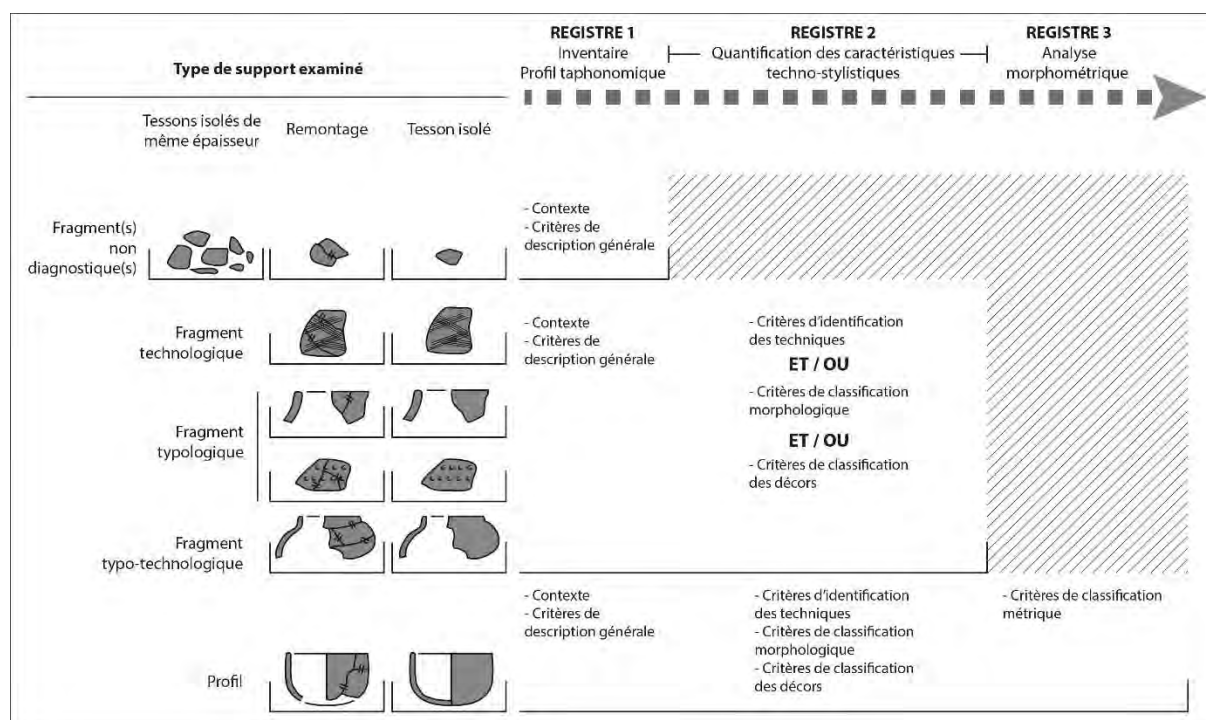 REGISTRE 1
Inventaire
Profil taphonomique
REGISTRE 2
Quantification des caractéristiques
techno-stylistiques
REGISTRE 3
Analyse
morphométrique
Type de support examiné
Tessons isolés de
même épaisseur
Remontage
Tesson isolé
Fragment(s)
non
diagnostique(s)
- Contexte
- Critères de
description générale
Fragment
technologique
- Contexte
- Critères de
description générale
- Critères d'identification
des techniques
ET / OU
- Critères de classification
morphologique
ET / OU
- Critères de classification
des décors
Fragment
typologique
Fragment
typo-technologique
- Contexte
- Critères de
description générale
- Critères d'identification
des techniques
- Critères de classification
morphologique
- Critères de classification
des décors
- Critères de classification
métrique
Profil